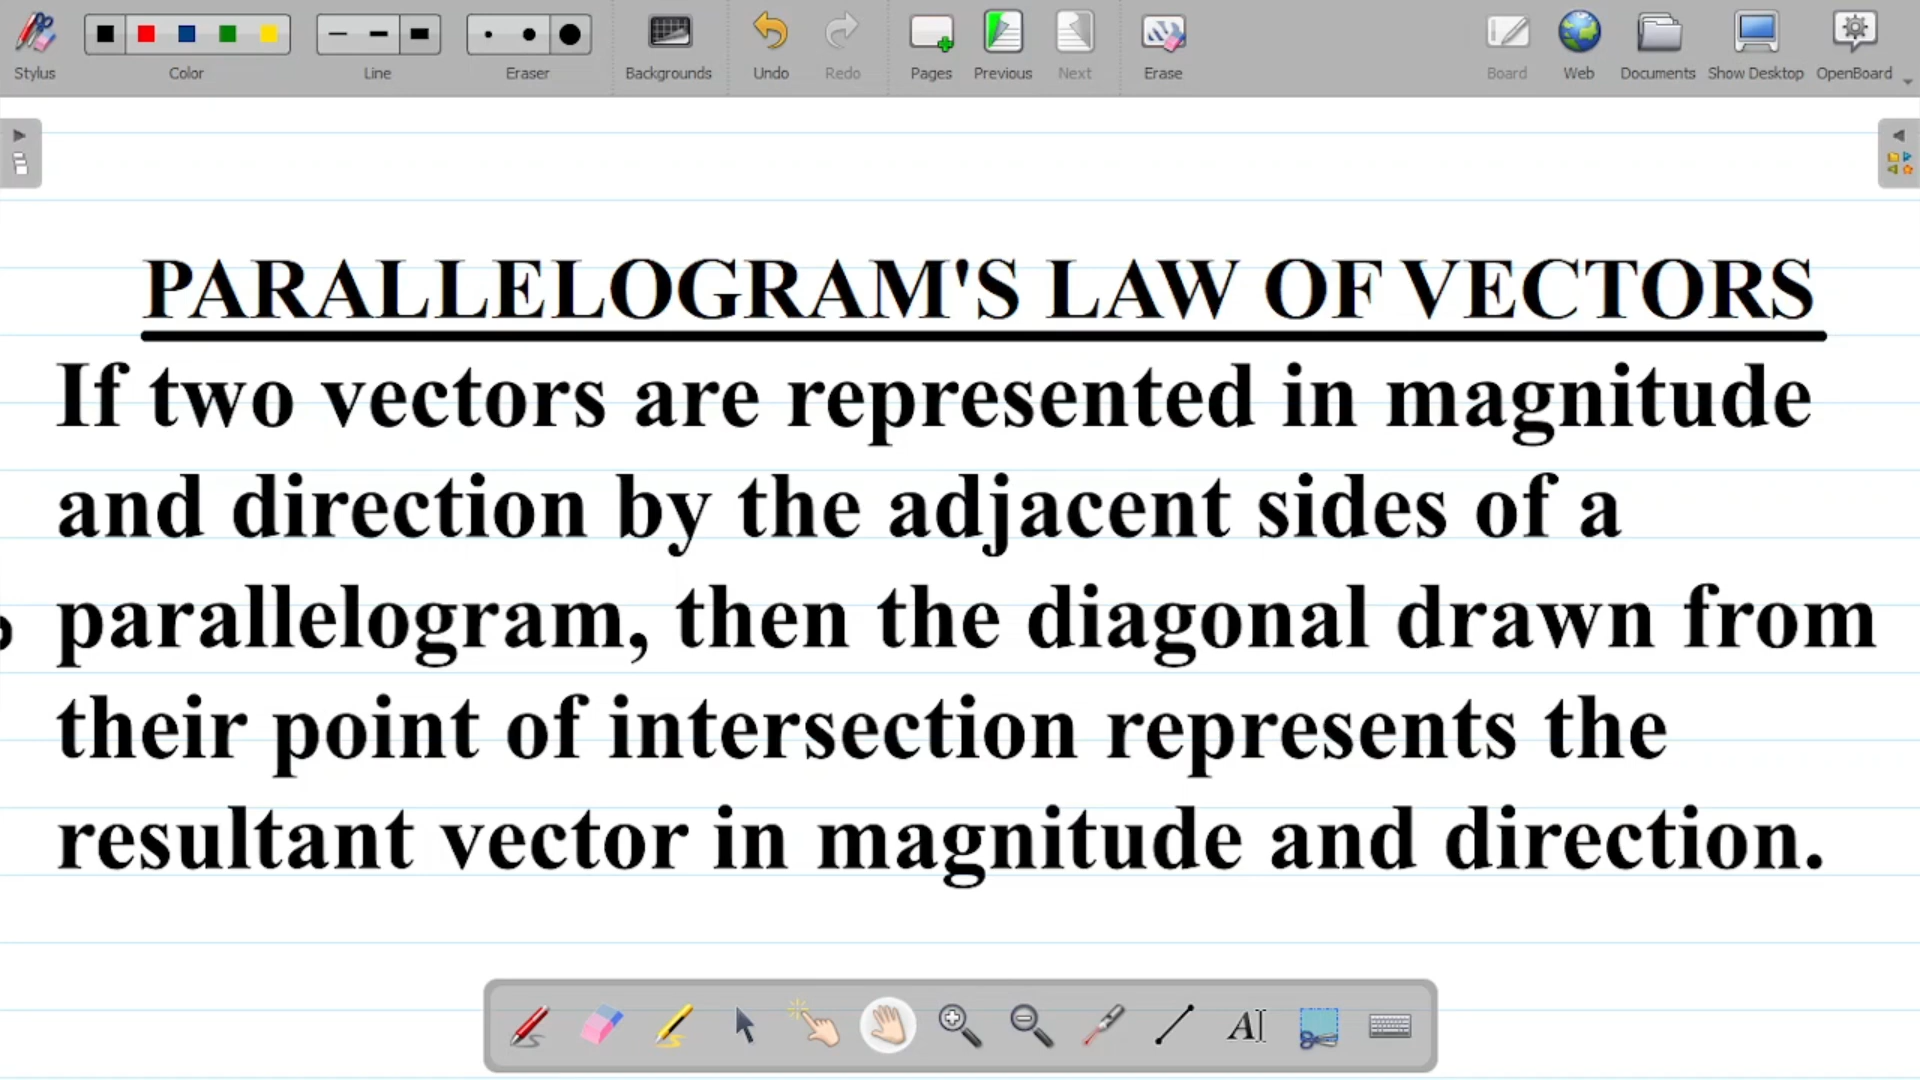 Stylus Color Line Eraser Backgrounds Undo Redo Pages Previous Next Erase Board Web Documents Show Desktop OpenBoard
PARALLELOGRAM'S LAW OF VECTORS
If two vectors are represented in magnitude
and direction by the adjacent sides of a
parallelogram, then the diagonal drawn from
their point of intersection represents the
resultant vector in magnitude and direction.
AI